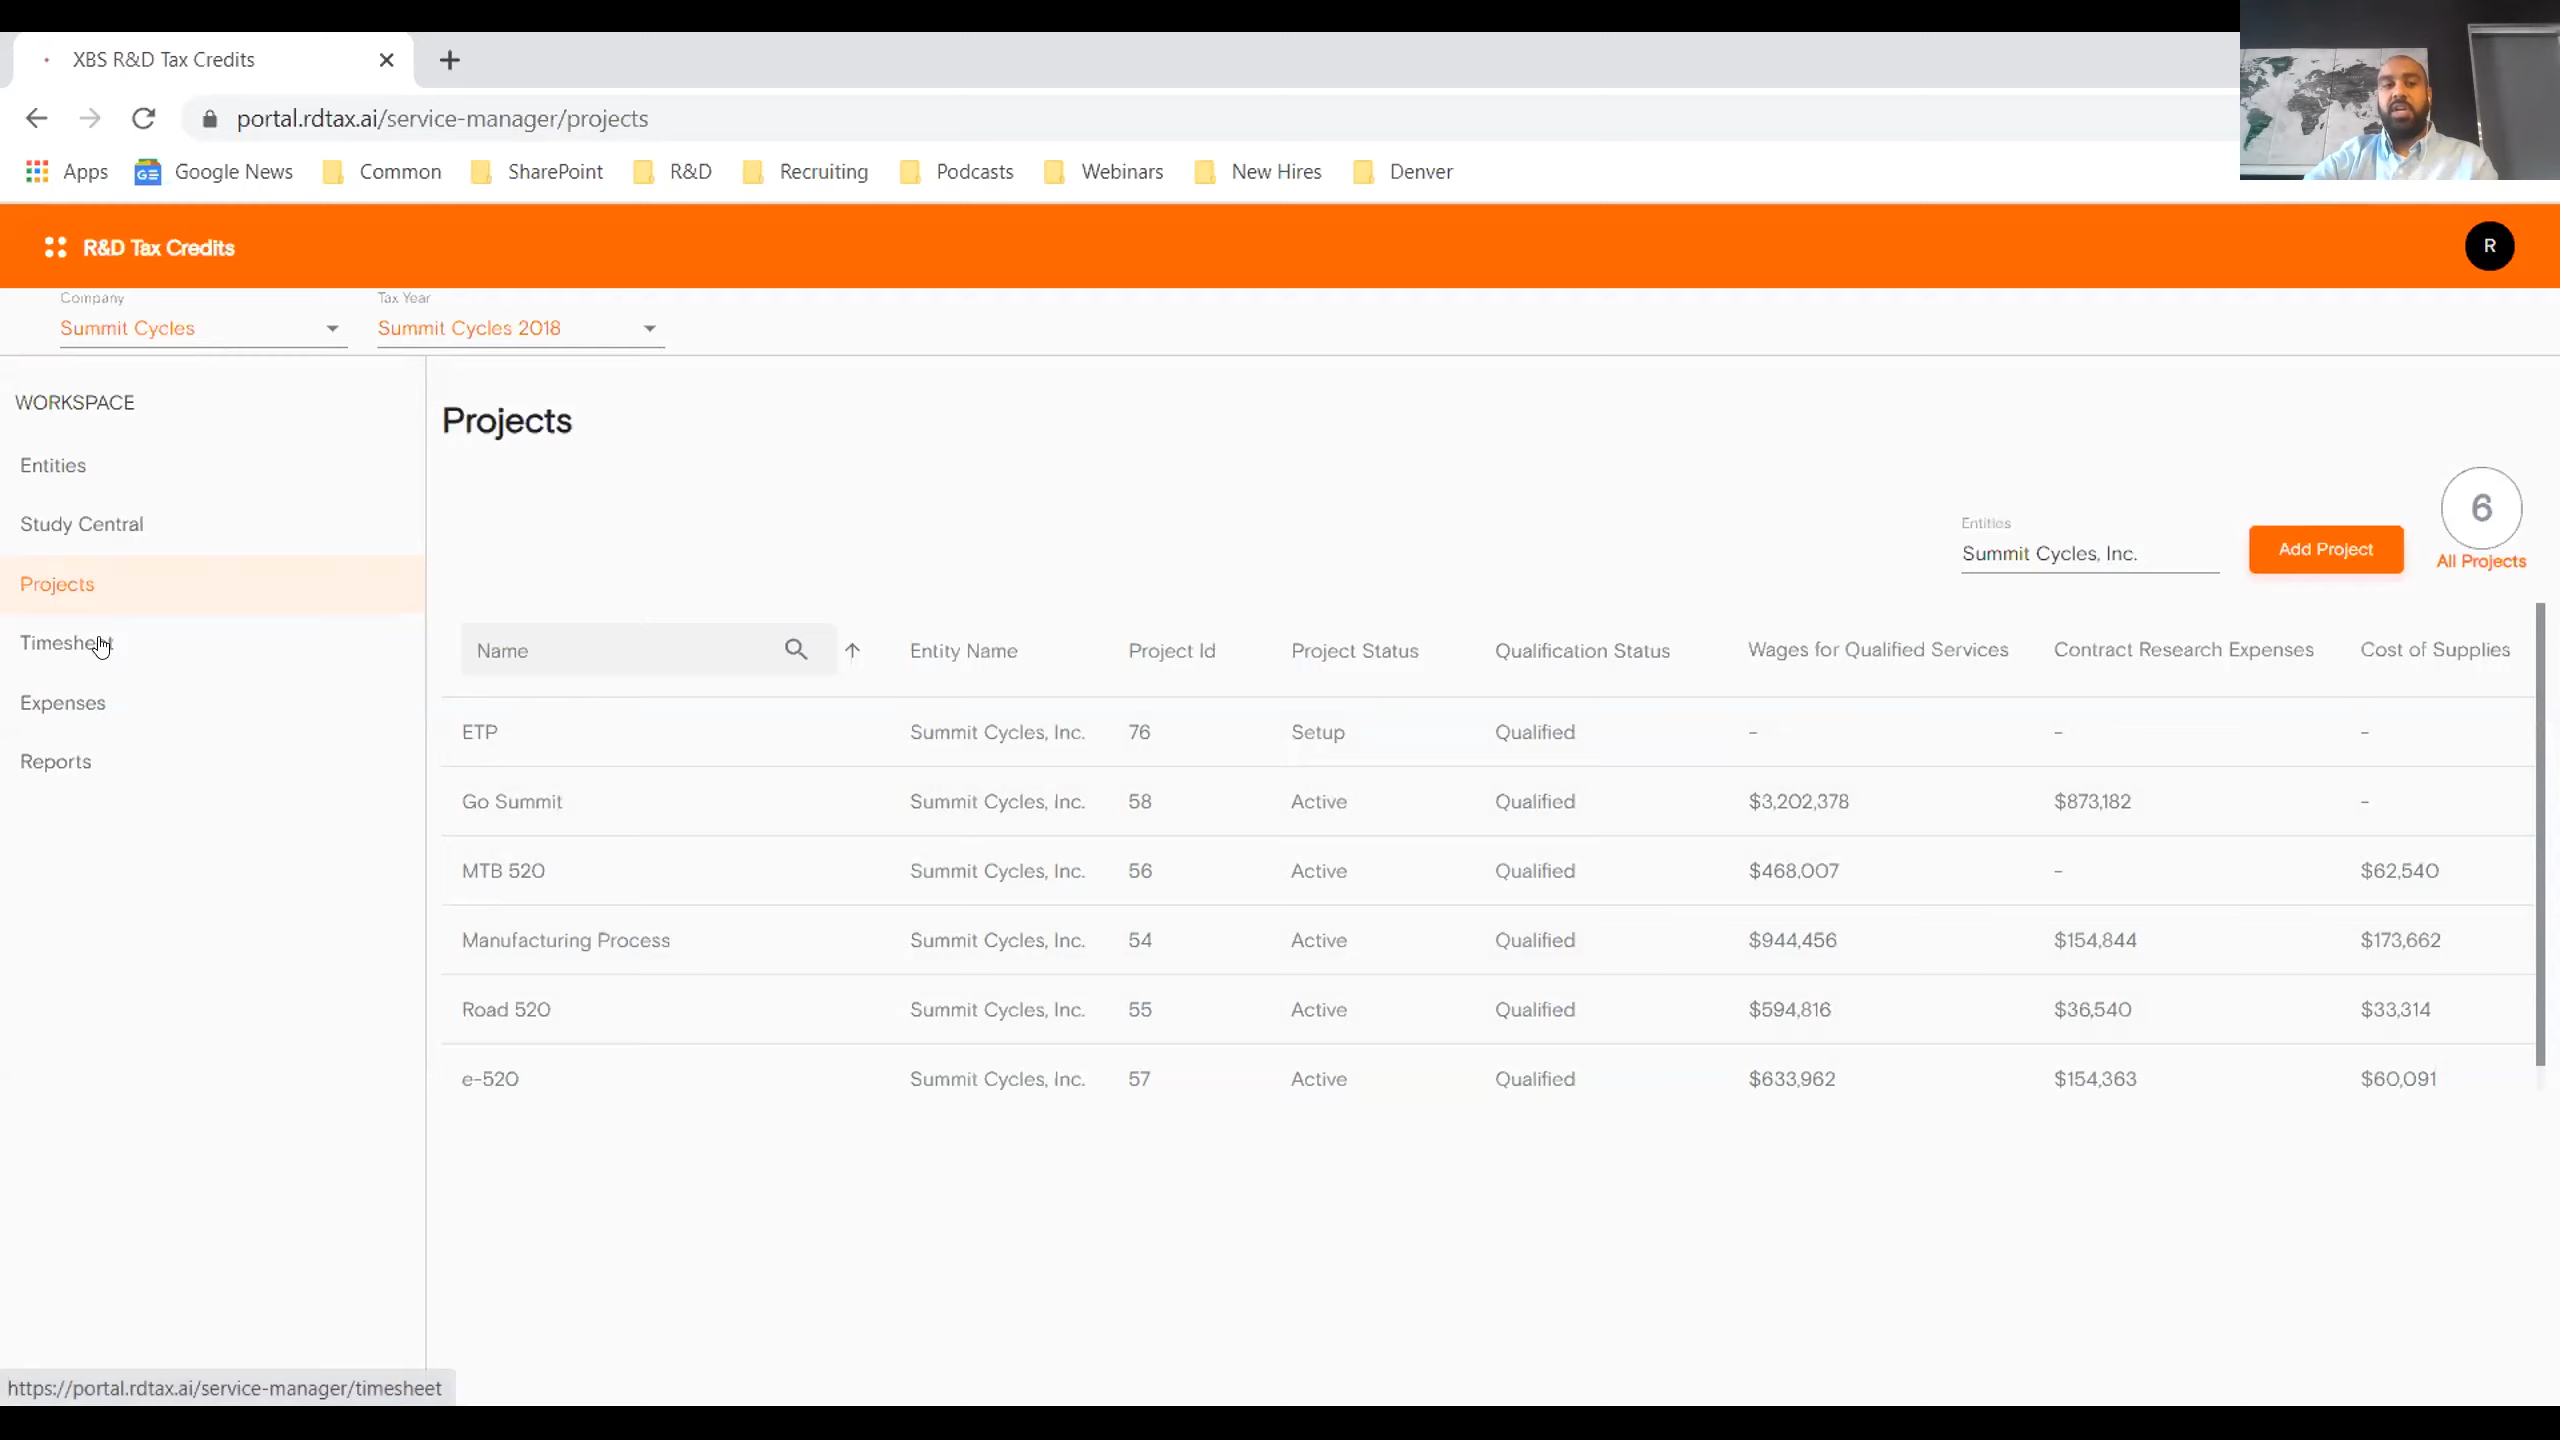 XBS R&D Tax Credits
portal.rdtax.ai/service-manager/projects
Apps Google News Common SharePoint R&D Recruiting Podcasts Webinars New Hires Denver
R&D Tax Credits R
Company Tax Year
Summit Cycles Summit Cycles 2018
WORKSPACE
Entities
Study Central
Projects
Timesheet
Expenses
Reports
Projects
Entities
Summit Cycles, Inc.
Add Project
6
All Projects
Name Entity Name Project Id Project Status Qualification Status Wages for Qualified Services Contract Research Expenses Cost of Supplies
ETP Summit Cycles, Inc. 76 Setup Qualified - - -
Go Summit Summit Cycles, Inc. 58 Active Qualified $3,202,378 $873,182 -
MTB 520 Summit Cycles, Inc. 56 Active Qualified $468,007 - $62,540
Manufacturing Process Summit Cycles, Inc. 54 Active Qualified $944,456 $154,844 $173,662
Road 520 Summit Cycles, Inc. 55 Active Qualified $594,816 $36,540 $33,314
e-520 Summit Cycles, Inc. 57 Active Qualified $633,962 $154,363 $60,091
https://portal.rdtax.ai/service-manager/timesheet